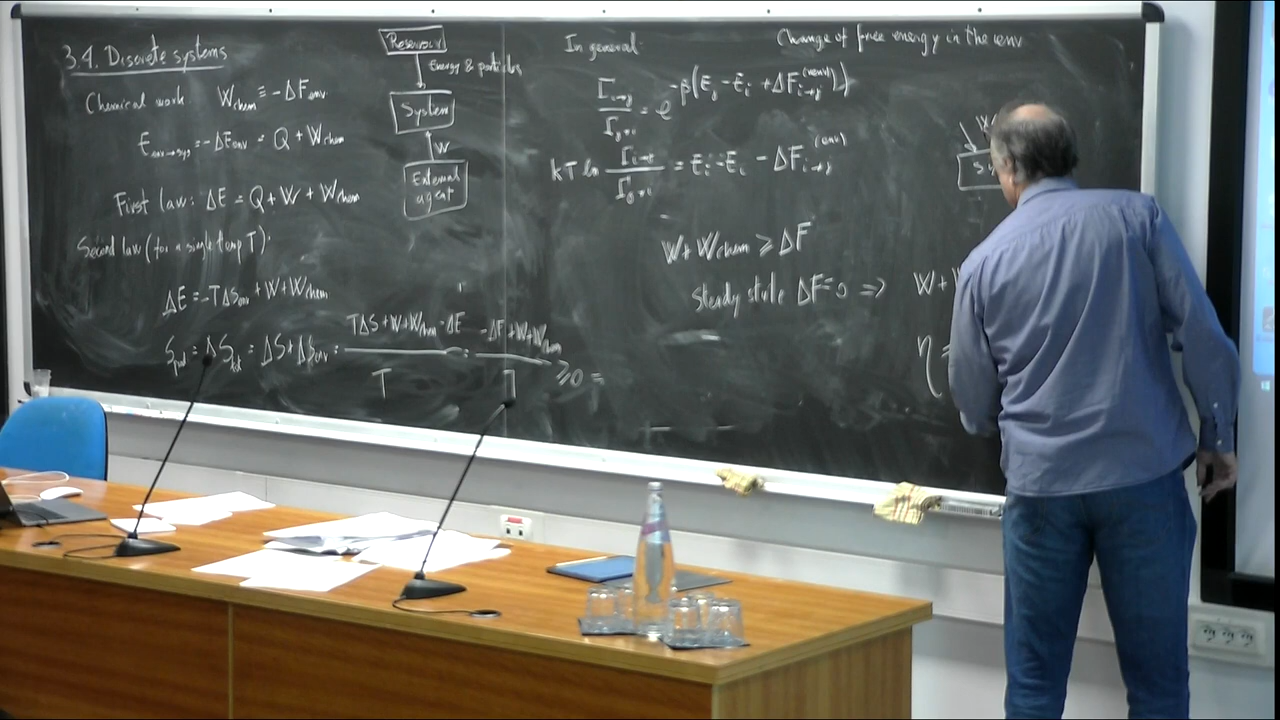 3.4. Discrete systems
Chemical work W_chem ≡ -ΔF_env
E_env→sys = -ΔE_env = Q + W_chem
First law: ΔE = Q + W + W_chem
Second law (for a single temp T):
ΔE = -TΔS_env + W + W_chem
S_prod = ΔS_tot = ΔS + ΔS_env = (TΔS + W + W_chem - ΔE) / T = (-ΔF + W + W_chem) / T ≥ 0 =
Reservoir
Energy & particles
System
W
External agent
In general:
Γ_i→j / Γ_j→i = e^{-β(E_j - E_i + ΔF_i→j^(env))}
kT ln Γ_i→j / Γ_j→i = E_i - E_j - ΔF_i→j^(env)
W + W_chem ≥ ΔF
Steady state ΔF = 0 ⇒ W +
Change of free energy in the env
W
Sy
η =